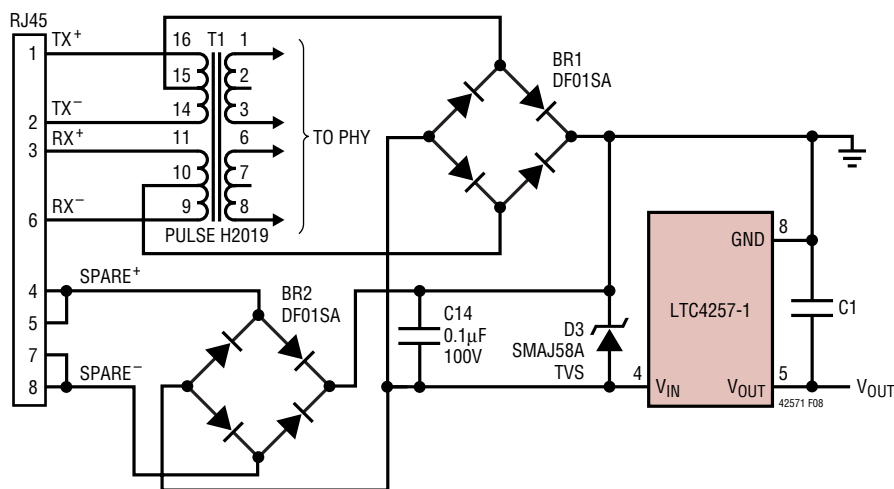 RJ45
1
TX+
2
TX−
3
RX+
6
RX−
4
5
SPARE+
7
8
SPARE−
16
T1
1
15
2
14
3
11
6
10
7
9
8
PULSE H2019
TO PHY
BR1
DF01SA
BR2
DF01SA
C14
0.1µF
100V
D3
SMAJ58A
TVS
GND
8
LTC4257-1
C1
4
VIN
VOUT
5
VOUT
42571 F08